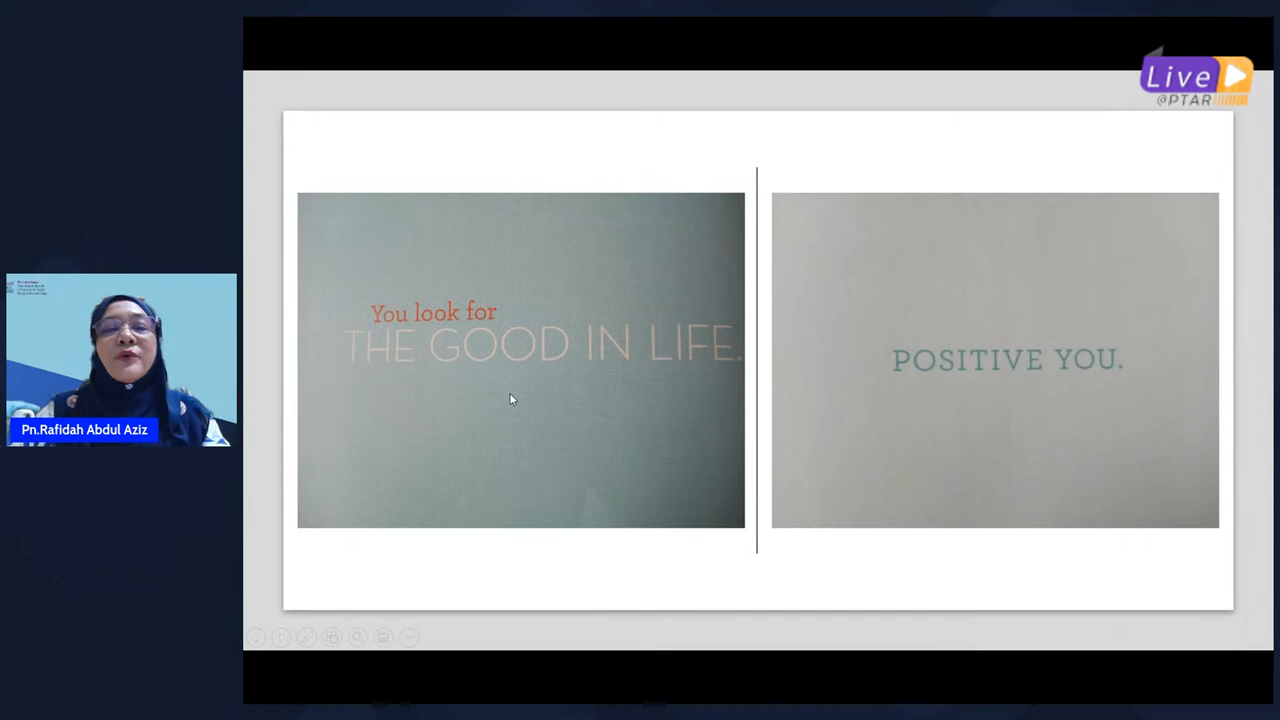 Live
@PTAR
You look for
THE GOOD IN LIFE.
POSITIVE YOU.
Pn.Rafidah Abdul Aziz